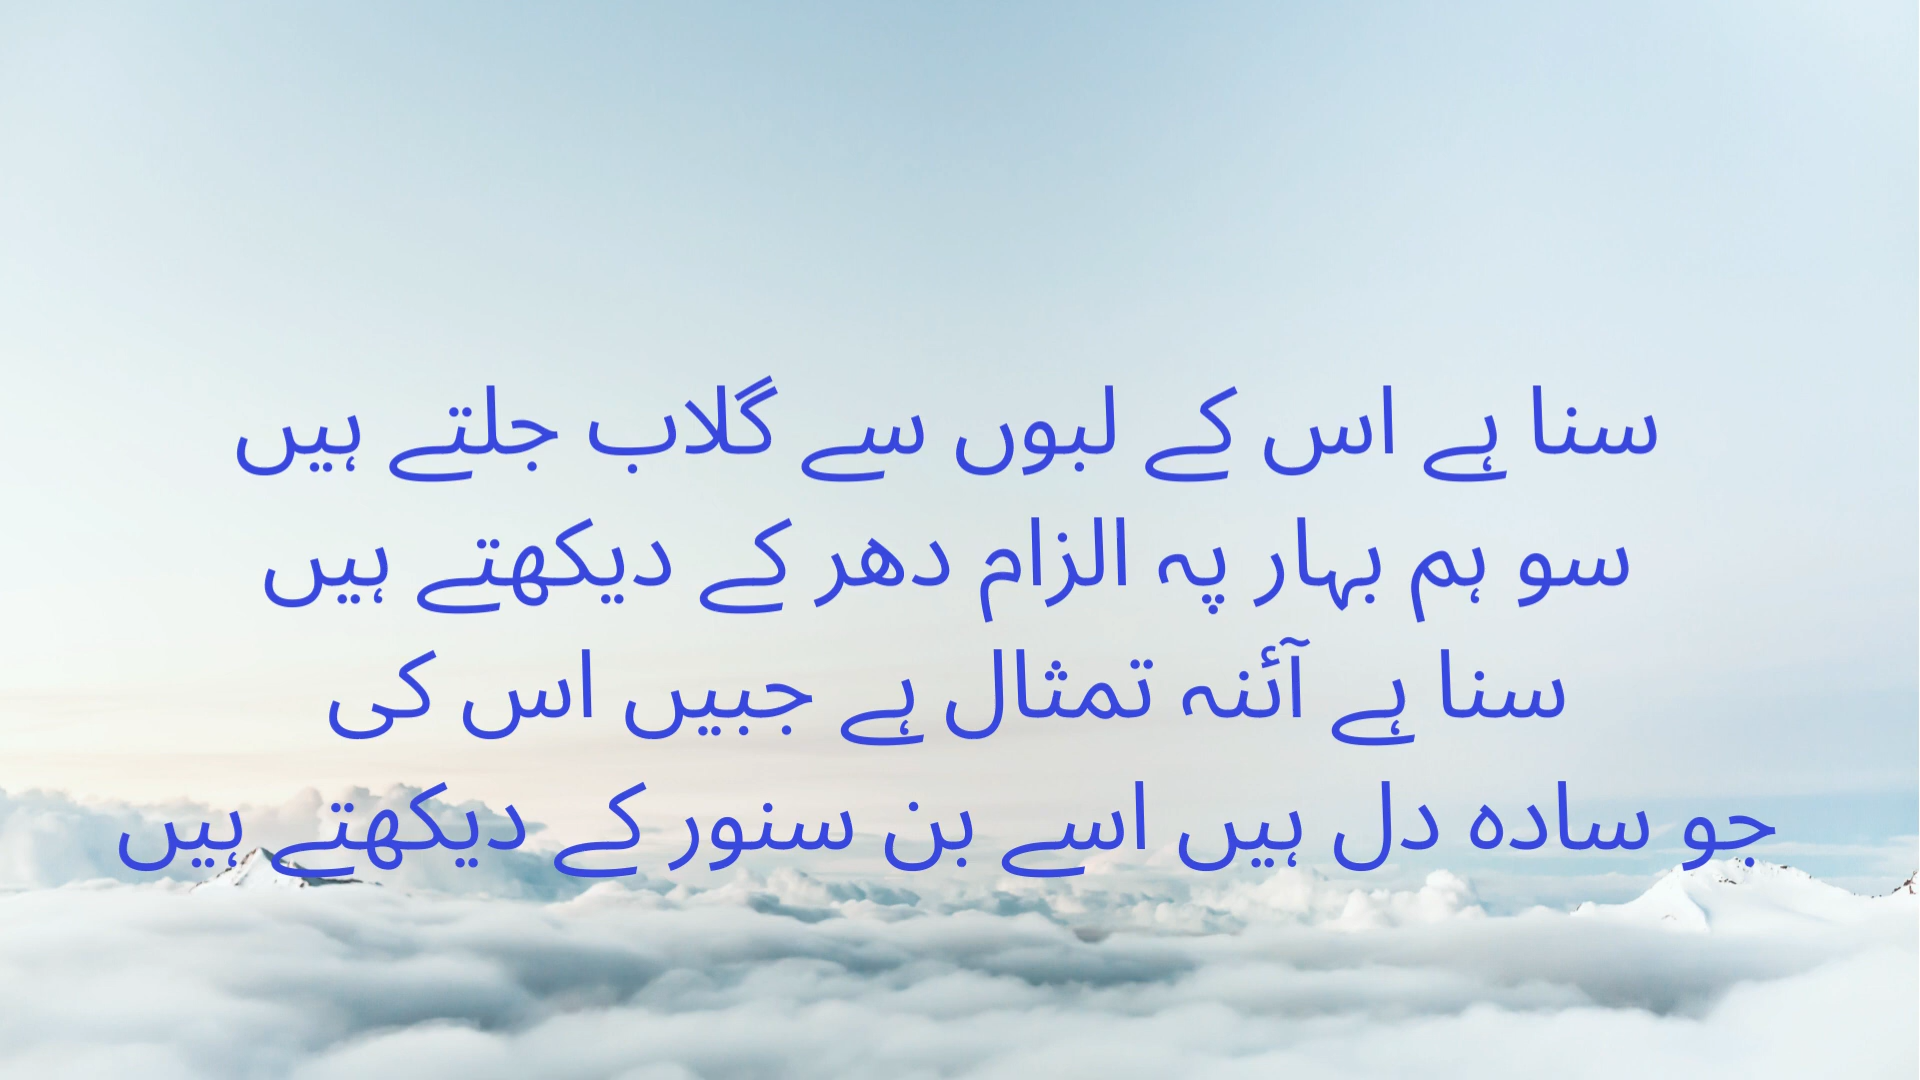 سنا ہے اس کے لبوں سے گلاب جلتے ہیں
سو ہم بہار پہ الزام دھر کے دیکھتے ہیں
سنا ہے آئنہ تمثال ہے جبیں اس کی
جو سادہ دل ہیں اسے بن سنور کے دیکھتے ہیں